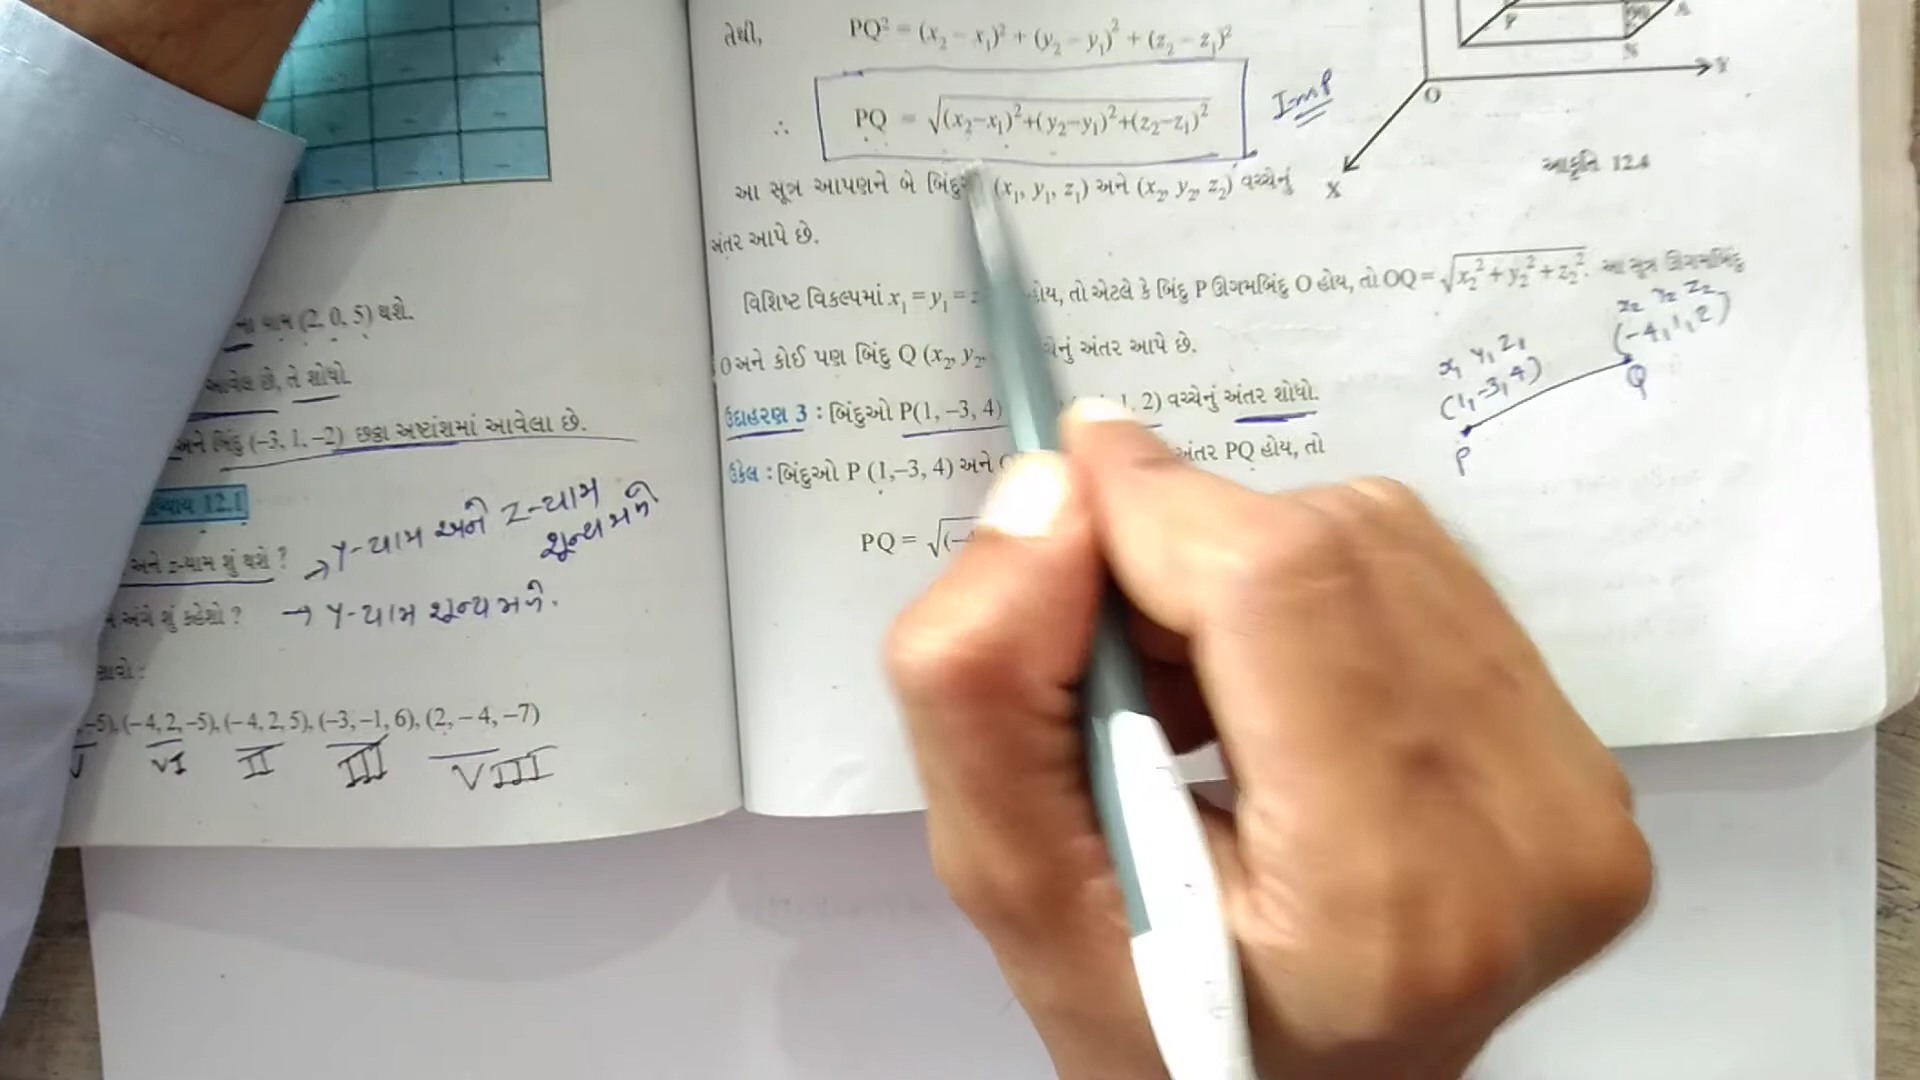 ના યામ (2, 0, 5) થશે.
આવેલ છે, તે શોધો.
અને બિંદુ (–3, 1, –2) છઠ્ઠા અષ્ટાંશમાં આવેલા છે.
12.1
અને z-યામ શું થશે ? → Y-યામ અને Z-યામ
શૂન્ય મળે
અંગે શું કહેશો ? → Y-યામ શૂન્ય મળે.
–5), (–4, 2, –5), (–4, 2, 5), (–3, –1, 6), (2, –4, –7)
V VI II III VIII
તેથી, PQ² = (x₂ – x₁)² + (y₂ – y₁)² + (z₂ – z₁)²
∴ PQ = √(x₂–x₁)²+(y₂–y₁)²+(z₂–z₁)² Imp
આ સૂત્ર આપણને બે (x₁, y₁, z₁) અને (x₂, y₂, z₂) વચ્ચેનું
અંતર આપે છે.
વિશિષ્ટ વિકલ્પમાં x₁ = y₁ = હોય, તો એટલે કે બિંદુ P ઊગમબિંદુ O હોય, તો OQ = √x₂² + y₂² + z₂². આ સૂત્ર ઊગમબિંદુ
O અને કોઈ પણ બિંદુ Q (x₂, y₂, અંતર આપે છે.
ઉદાહરણ 3 : બિંદુઓ P(1, –3, 4) 1, 2) વચ્ચેનું અંતર શોધો.
ઉકેલ : બિંદુઓ P (1,–3, 4) અને અંતર PQ હોય, તો
PQ = √(–
P A
N
Y
O
X
આકૃતિ 12.4
x₂ y₂ z₂
(–4, 1, 2)
Q
x₁ y₁ z₁
(1, –3, 4)
P